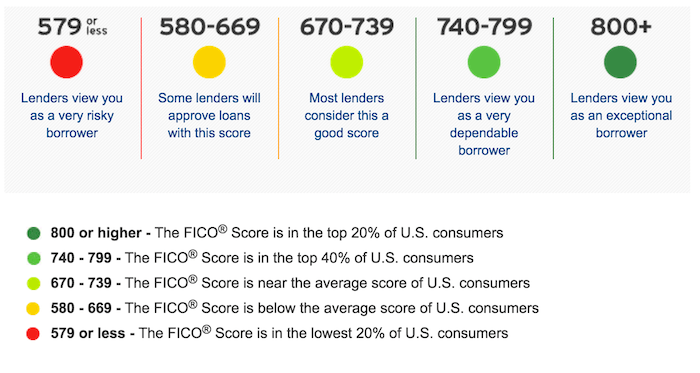 579 or less
580-669
670-739
740-799
800+
Lenders view you
as a very risky
borrower
Some lenders will
approve loans
with this score
Most lenders
consider this a
good score
Lenders view you
as a very
dependable
borrower
Lenders view you
as an exceptional
borrower
800 or higher - The FICO® Score is in the top 20% of U.S. consumers
740 - 799 - The FICO® Score is in the top 40% of U.S. consumers
670 - 739 - The FICO® Score is near the average score of U.S. consumers
580 - 669 - The FICO® Score is below the average score of U.S. consumers
579 or less - The FICO® Score is in the lowest 20% of U.S. consumers